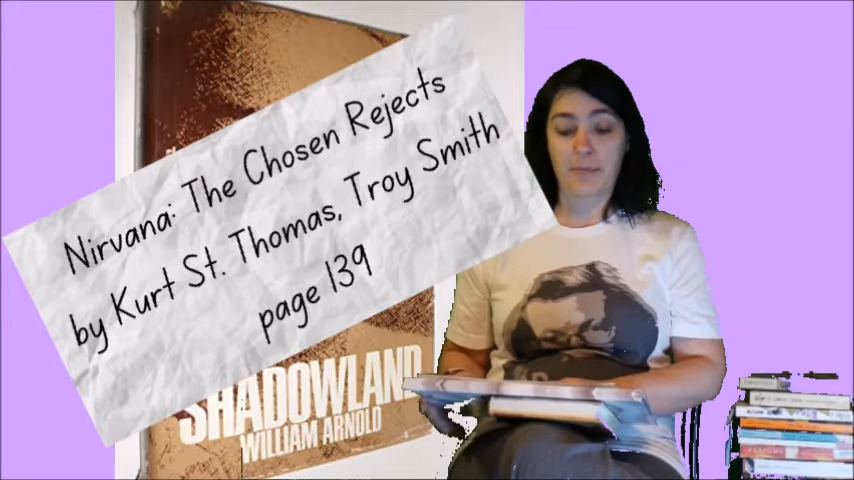 Nirvana: The Chosen Rejects
by Kurt St. Thomas, Troy Smith
page 139
SHADOWLAND
WILLIAM ARNOLD